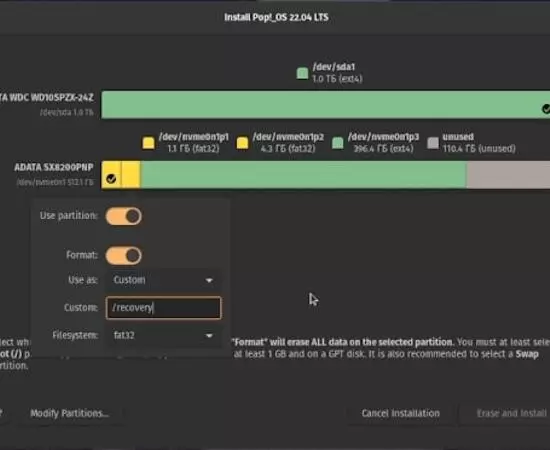 Install Pop!_OS 22.04 LTS
/dev/sda1
1.0 ТБ (ext4)
TA WDC WD10SPZX-24Z
/dev/sda 1.0 ТБ
/dev/nvme0n1p1 /dev/nvme0n1p2 /dev/nvme0n1p3 unused
1.1 ГБ (fat32) 4.3 ГБ (fat32) 396.4 ГБ (ext4) 110.4 ГБ (unused)
ADATA SX8200PNP
/dev/nvme0n1 512.1 ГБ
Use partition:
Format:
Use as: Custom
Custom: /recovery
Filesystem: fat32
lect wh "Format" will erase ALL data on the selected partition. You must at least sele
ot (/) p at least 1 GB and on a GPT disk. It is also recommended to select a Swap
rtition.
? Modify Partitions... Cancel Installation Erase and Install